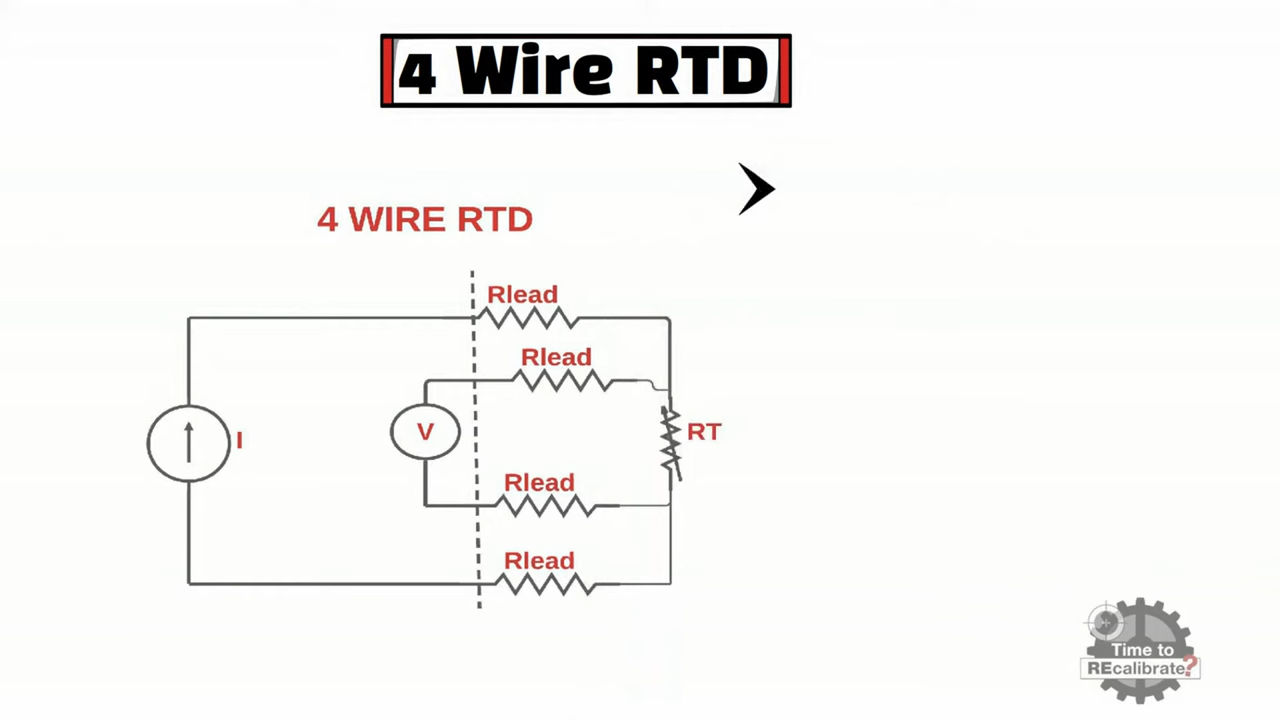 4 Wire RTD
4 WIRE RTD
Rlead
Rlead
I
V
RT
Rlead
Rlead
Time to
REcalibrate?